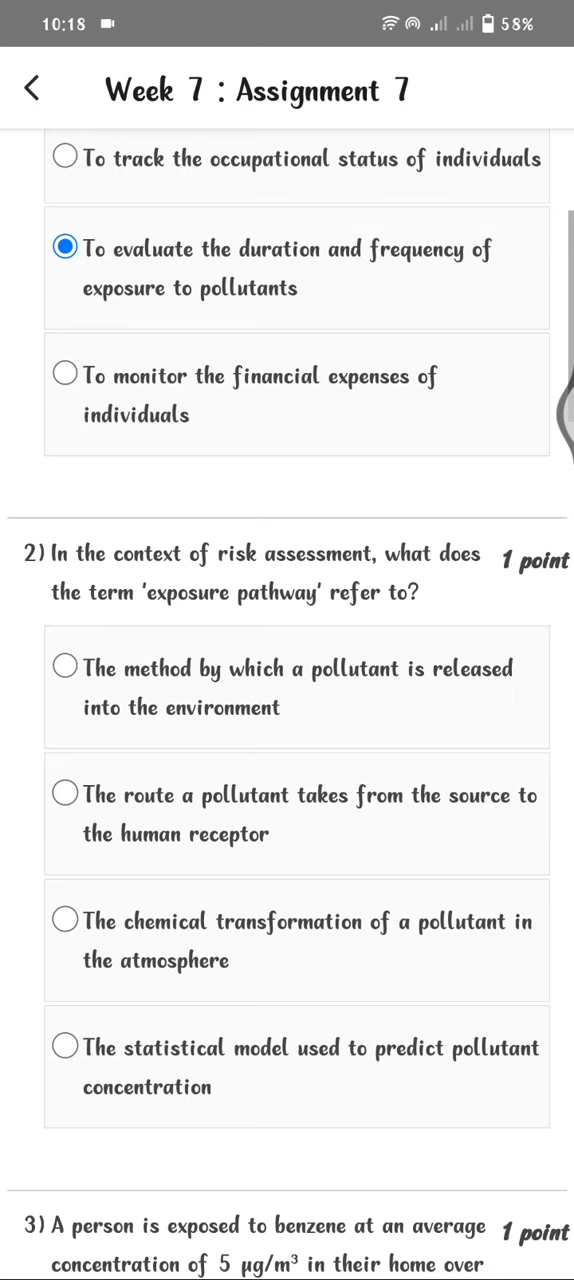 10:18 58%
Week 7 : Assignment 7
To track the occupational status of individuals
To evaluate the duration and frequency of
exposure to pollutants
To monitor the financial expenses of
individuals
2) In the context of risk assessment, what does 1 point
the term 'exposure pathway' refer to?
The method by which a pollutant is released
into the environment
The route a pollutant takes from the source to
the human receptor
The chemical transformation of a pollutant in
the atmosphere
The statistical model used to predict pollutant
concentration
3) A person is exposed to benzene at an average 1 point
concentration of 5 µg/m³ in their home over